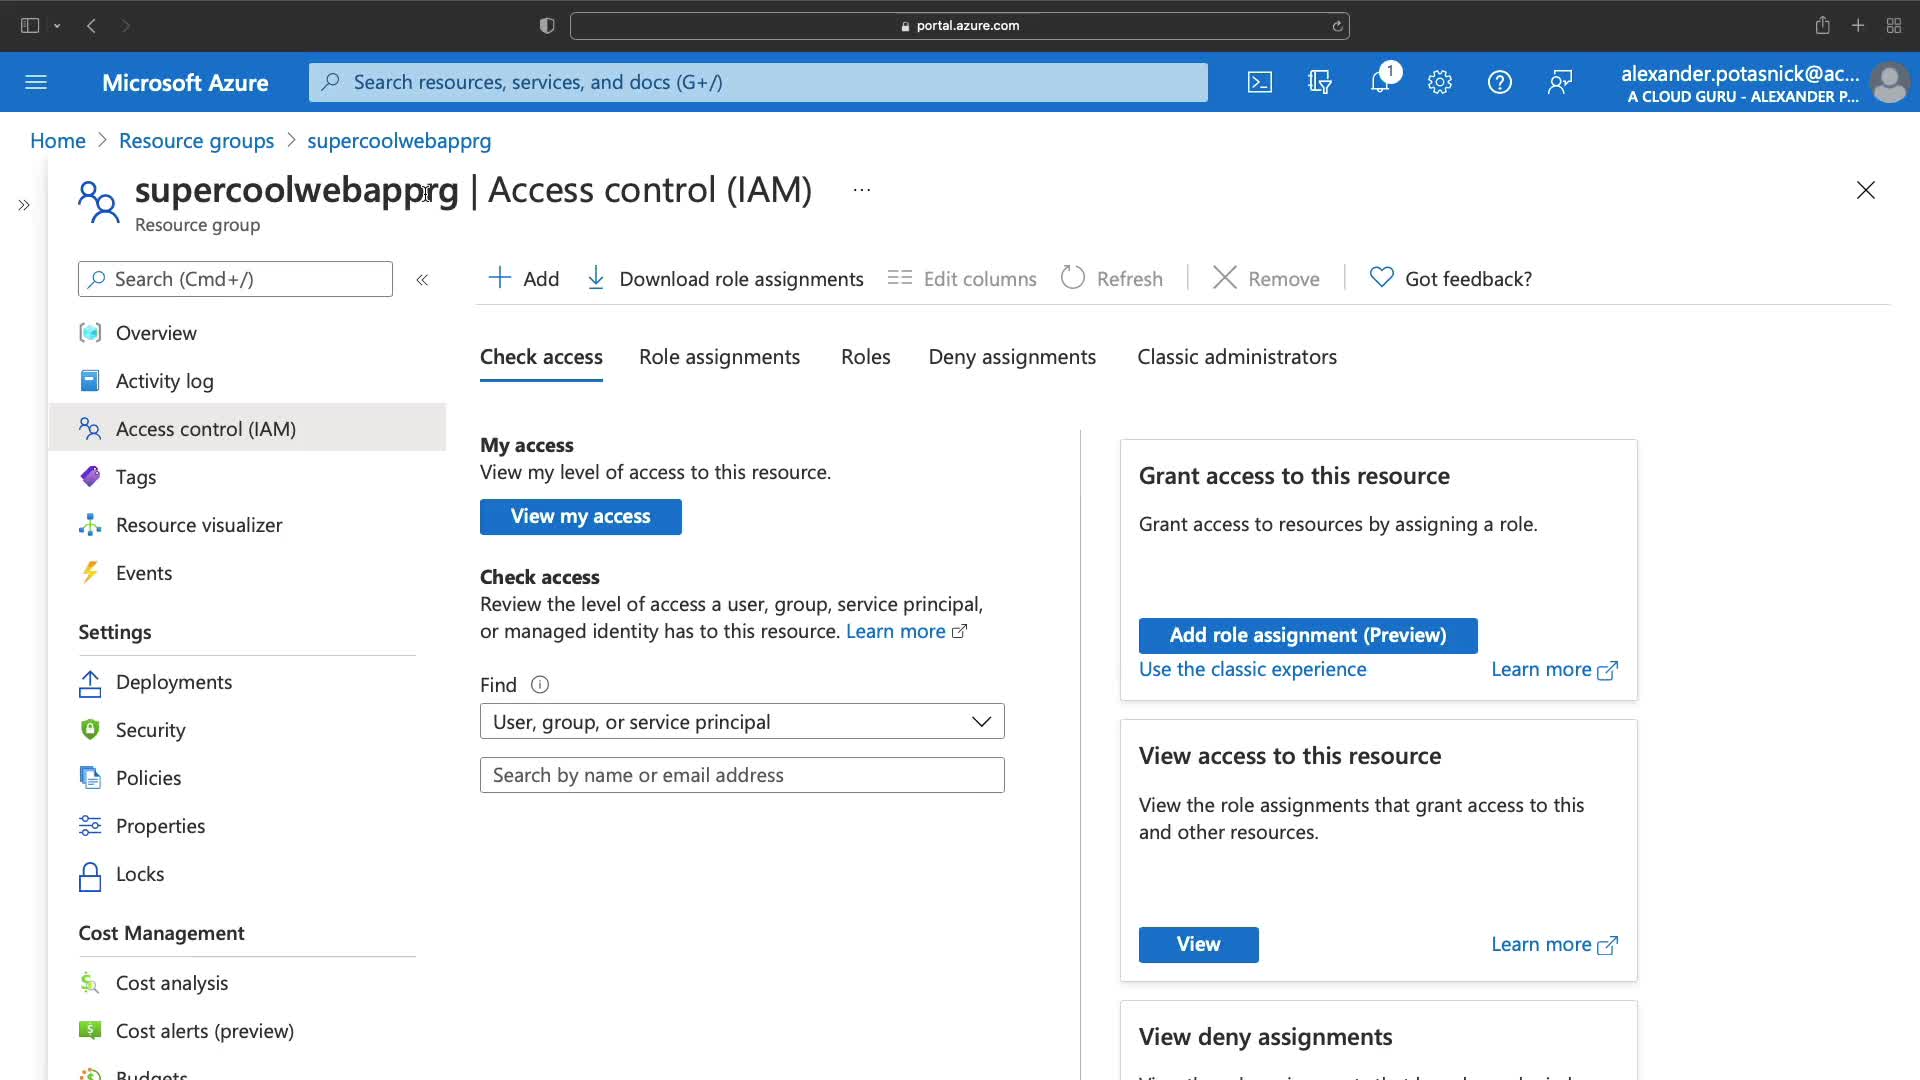 portal.azure.com
Microsoft Azure
Search resources, services, and docs (G+/)
1
alexander.potasnick@ac...
A CLOUD GURU - ALEXANDER P...
Home > Resource groups > supercoolwebapprg
supercoolwebapprg | Access control (IAM) ...
Resource group
Search (Cmd+/)
Overview
Activity log
Access control (IAM)
Tags
Resource visualizer
Events
Settings
Deployments
Security
Policies
Properties
Locks
Cost Management
Cost analysis
Cost alerts (preview)
Budgets
Add
Download role assignments
Edit columns
Refresh
Remove
Got feedback?
Check access
Role assignments
Roles
Deny assignments
Classic administrators
My access
View my level of access to this resource.
View my access
Check access
Review the level of access a user, group, service principal,
or managed identity has to this resource. Learn more
Find
User, group, or service principal
Search by name or email address
Grant access to this resource
Grant access to resources by assigning a role.
Add role assignment (Preview)
Use the classic experience
Learn more
View access to this resource
View the role assignments that grant access to this
and other resources.
View
Learn more
View deny assignments